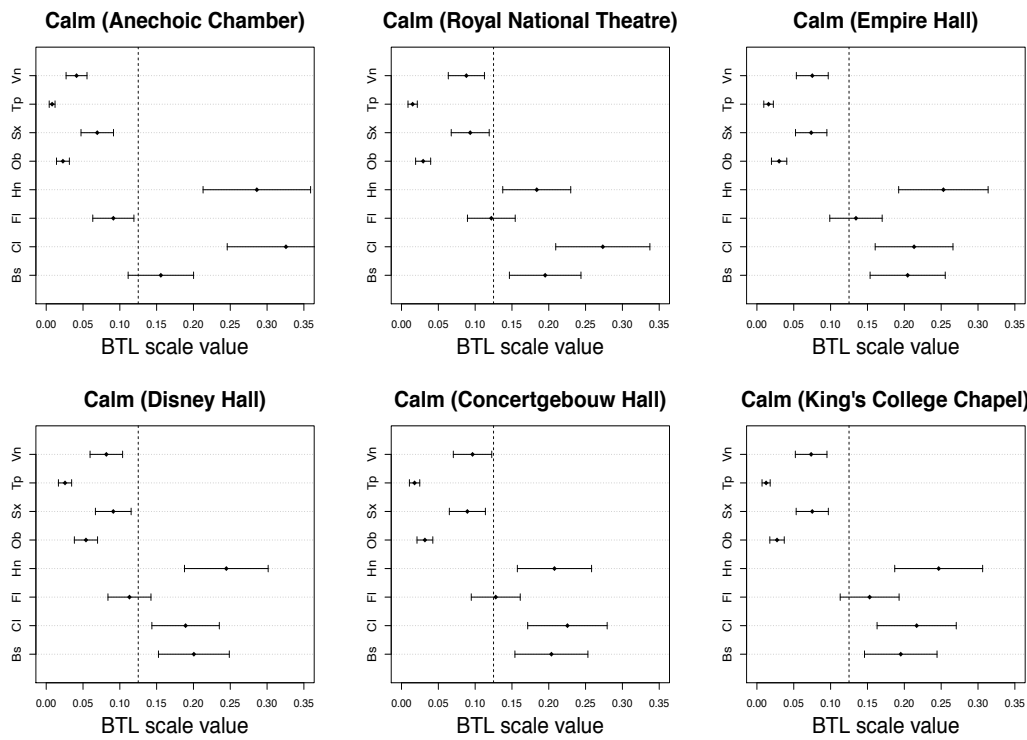 Calm (Anechoic Chamber)
Vn
Tp
Sx
Ob
Hn
Fl
Cl
Bs
0.00 0.05 0.10 0.15 0.20 0.25 0.30 0.35
BTL scale value
Calm (Royal National Theatre)
Vn
Tp
Sx
Ob
Hn
Fl
Cl
Bs
0.00 0.05 0.10 0.15 0.20 0.25 0.30 0.35
BTL scale value
Calm (Empire Hall)
Vn
Tp
Sx
Ob
Hn
Fl
Cl
Bs
0.00 0.05 0.10 0.15 0.20 0.25 0.30 0.35
BTL scale value
Calm (Disney Hall)
Vn
Tp
Sx
Ob
Hn
Fl
Cl
Bs
0.00 0.05 0.10 0.15 0.20 0.25 0.30 0.35
BTL scale value
Calm (Concertgebouw Hall)
Vn
Tp
Sx
Ob
Hn
Fl
Cl
Bs
0.00 0.05 0.10 0.15 0.20 0.25 0.30 0.35
BTL scale value
Calm (King's College Chapel)
Vn
Tp
Sx
Ob
Hn
Fl
Cl
Bs
0.00 0.05 0.10 0.15 0.20 0.25 0.30 0.35
BTL scale value